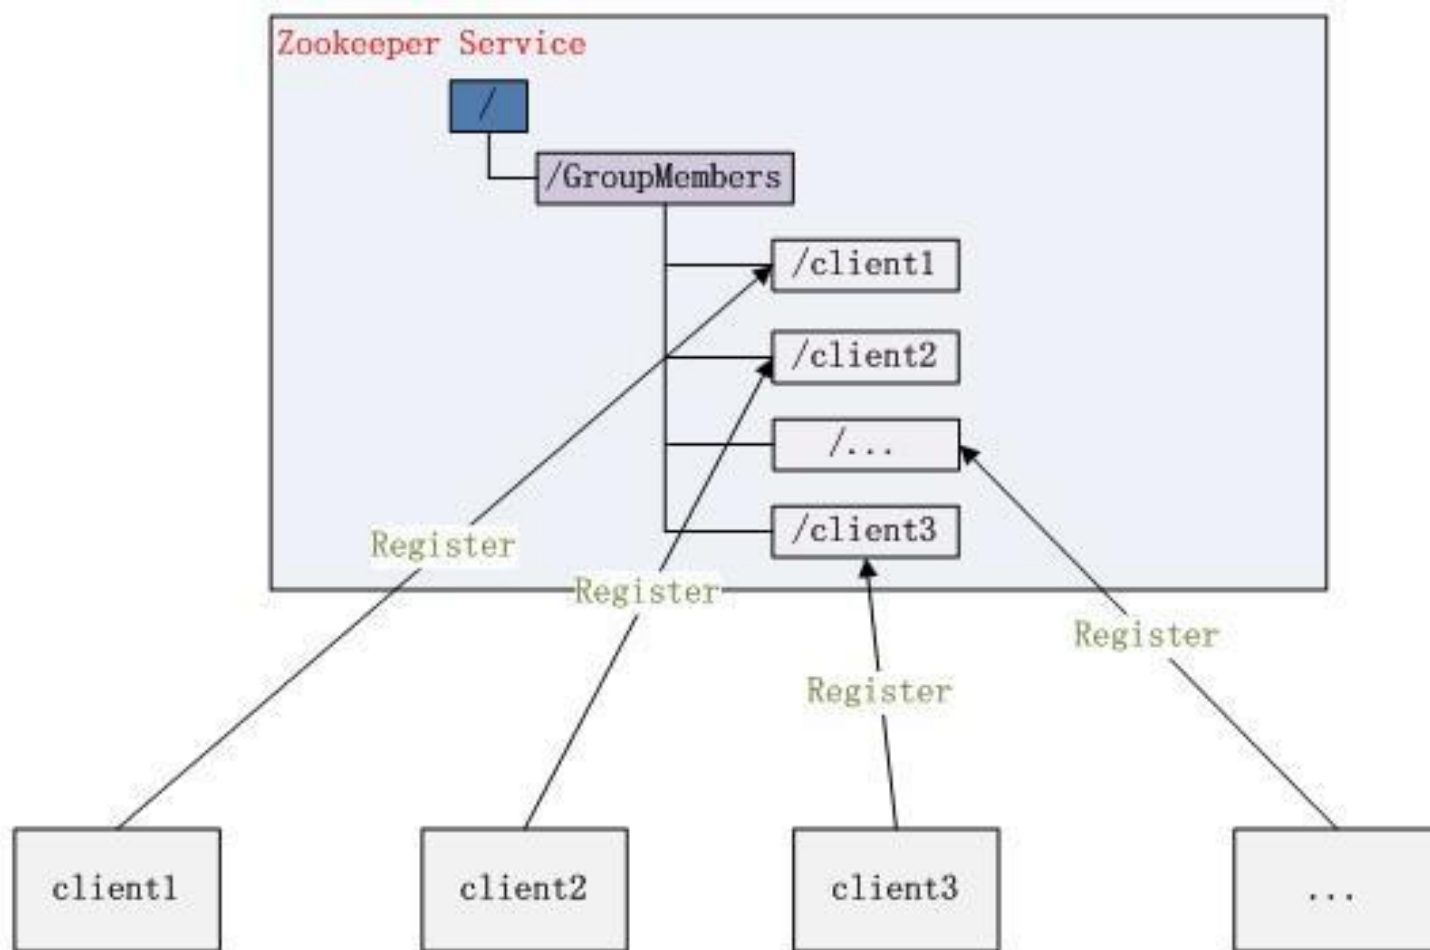 Zookeeper Service
/
/GroupMembers
/client1
/client2
/...
/client3
Register
Register
Register
Register
client1
client2
client3
...